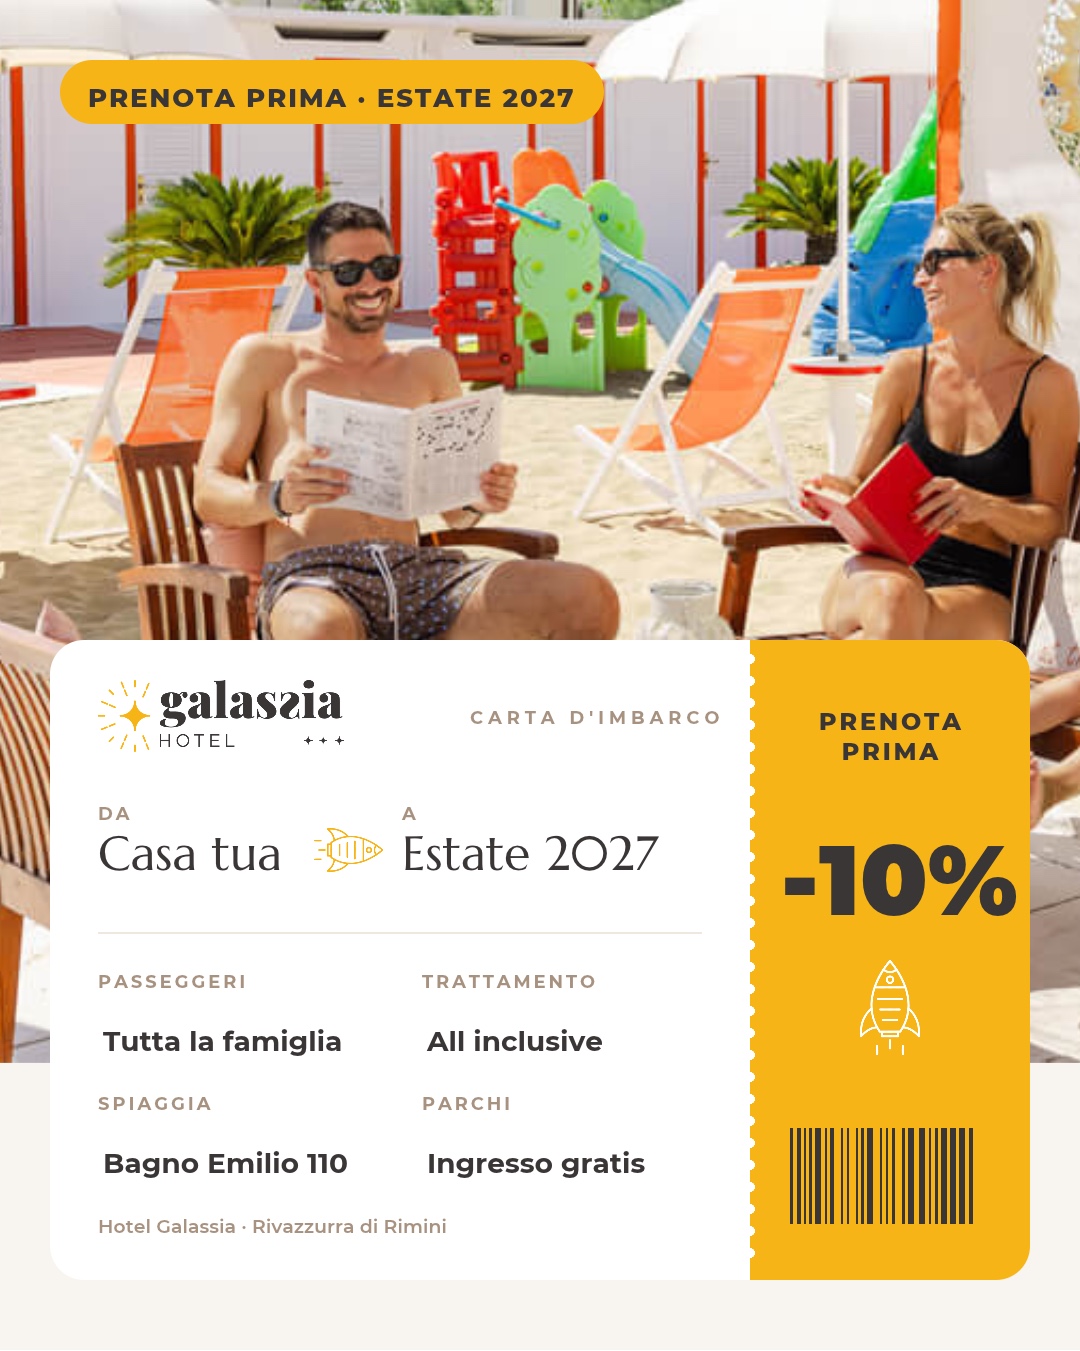 PRENOTA PRIMA · ESTATE 2027
galassia
HOTEL
CARTA D'IMBARCO
DA
A
Casa tua
Estate 2027
PASSEGGERI
TRATTAMENTO
Tutta la famiglia
All inclusive
SPIAGGIA
PARCHI
Bagno Emilio 110
Ingresso gratis
Hotel Galassia · Rivazzurra di Rimini
PRENOTA
PRIMA
-10%